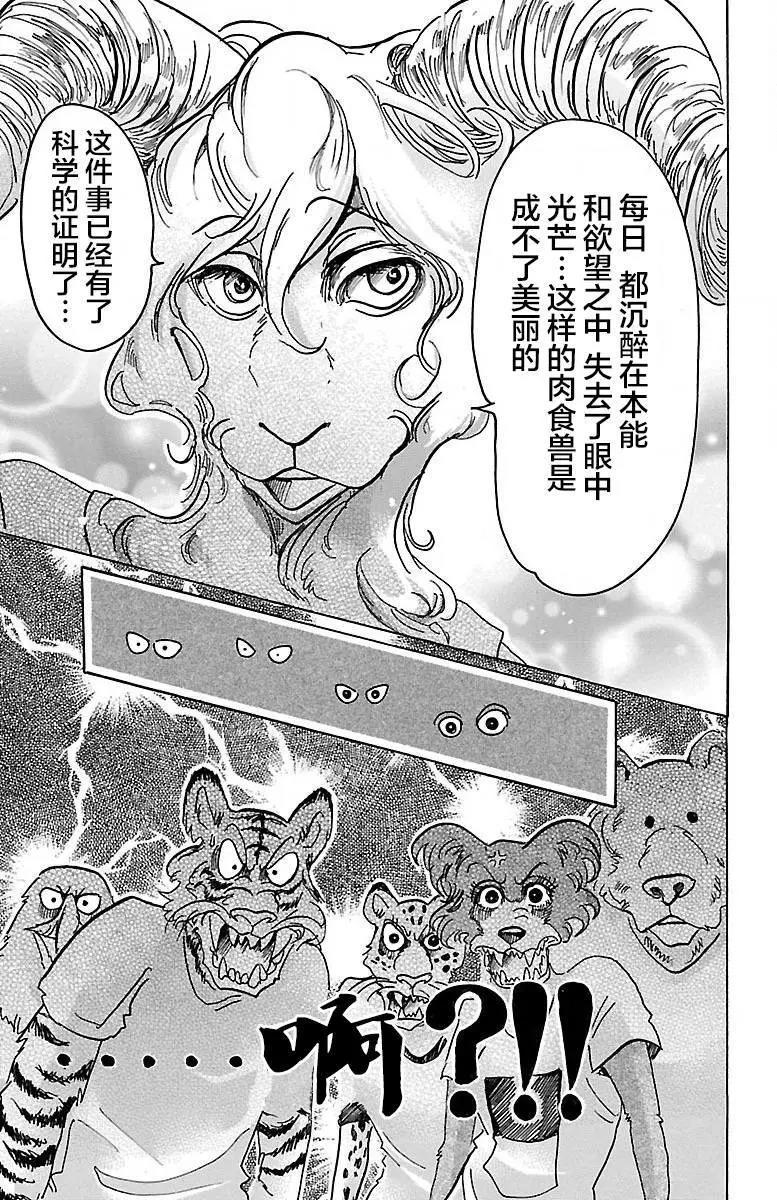 每日 都沉醉在本能
和欲望之中 失去了眼中
光芒…这样的肉食兽是
成不了美丽的
这件事已经有了
科学的证明了…
·····啊?!!